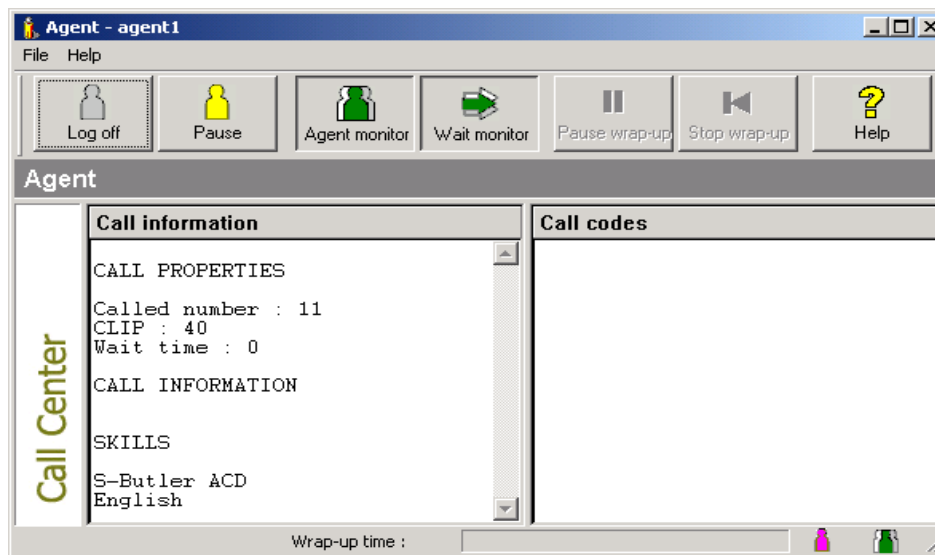 Agent - agent1
File Help
Log off
Pause
Agent monitor
Wait monitor
Pause wrap-up
Stop wrap-up
Help
Agent
Call Center
Call information
CALL PROPERTIES
Called number : 11
CLIP : 40
Wait time : 0
CALL INFORMATION
SKILLS
S-Butler ACD
English
Call codes
Wrap-up time :